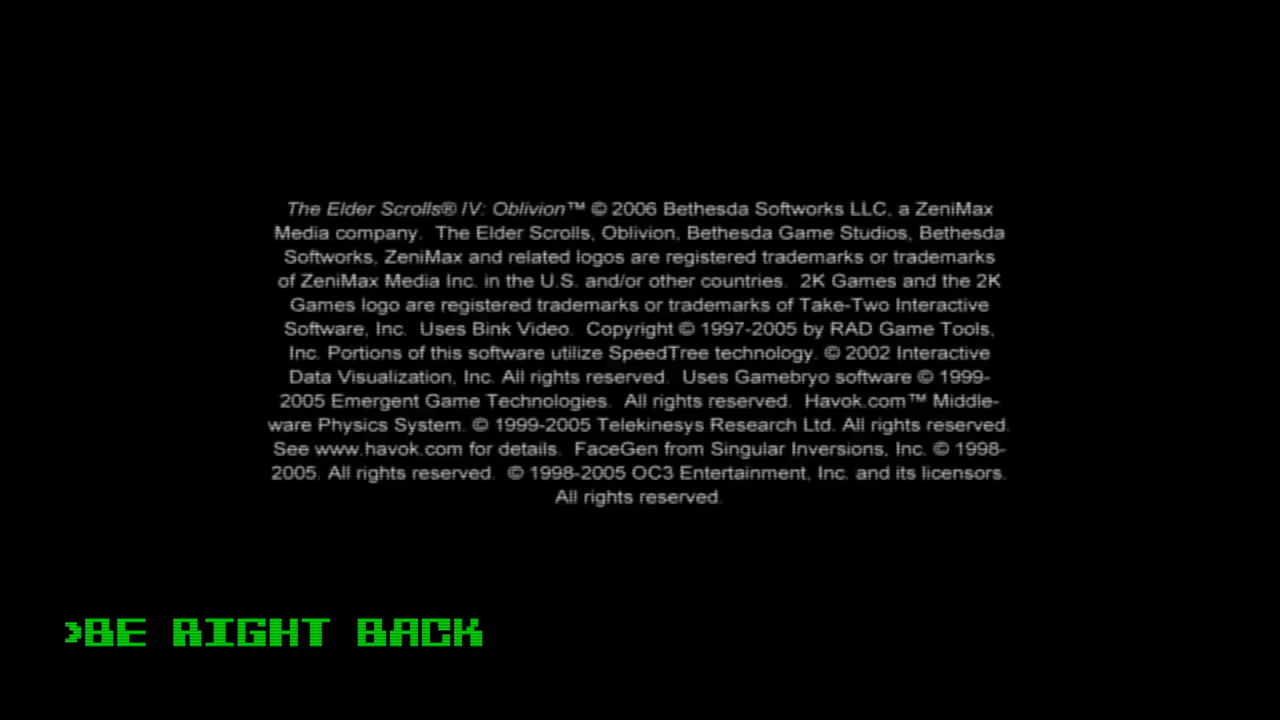 The Elder Scrolls® IV: Oblivion™ © 2006 Bethesda Softworks LLC, a ZeniMax
Media company.  The Elder Scrolls, Oblivion, Bethesda Game Studios, Bethesda
Softworks, ZeniMax and related logos are registered trademarks or trademarks
of ZeniMax Media Inc. in the U.S. and/or other countries.  2K Games and the 2K
Games logo are registered trademarks or trademarks of Take-Two Interactive
Software, Inc.  Uses Bink Video.  Copyright © 1997-2005 by RAD Game Tools,
Inc. Portions of this software utilize SpeedTree technology. © 2002 Interactive
Data Visualization, Inc. All rights reserved.  Uses Gamebryo software © 1999-
2005 Emergent Game Technologies.  All rights reserved.  Havok.com™ Middle-
ware Physics System. © 1999-2005 Telekinesys Research Ltd. All rights reserved.
See www.havok.com for details.  FaceGen from Singular Inversions, Inc. © 1998-
2005. All rights reserved.  © 1998-2005 OC3 Entertainment, Inc. and its licensors.
All rights reserved.
>BE RIGHT BACK